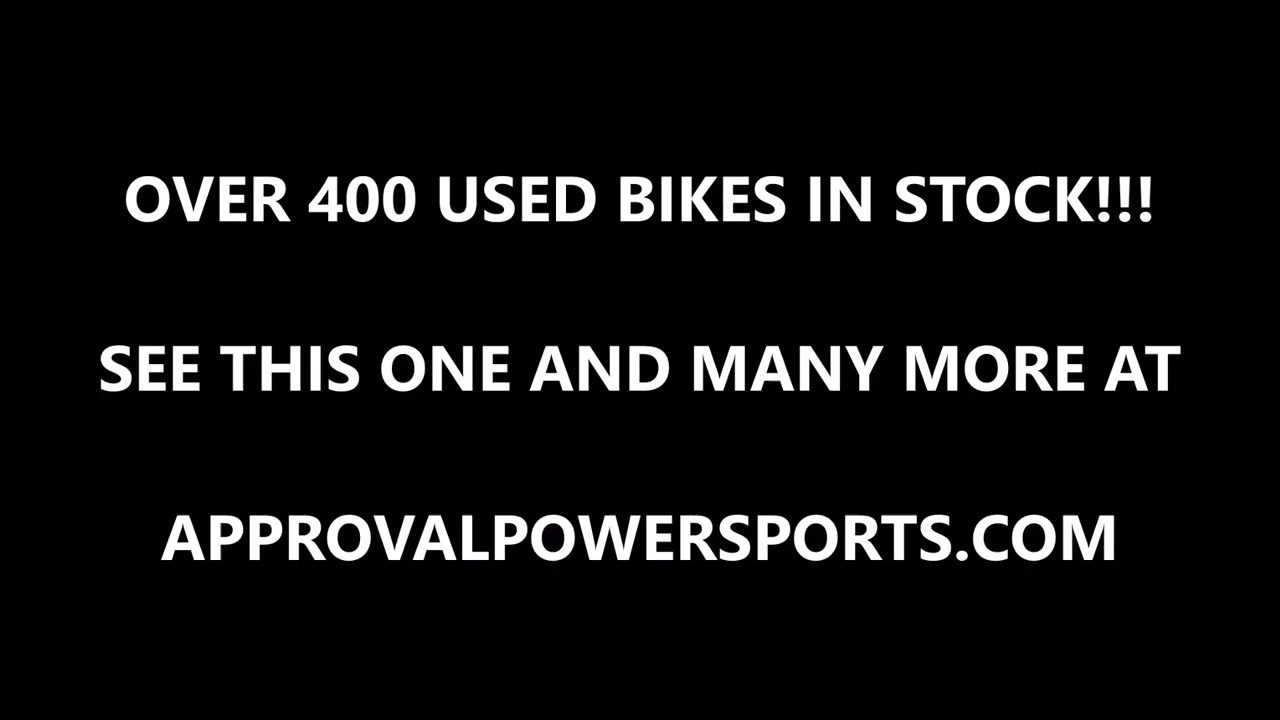 OVER 400 USED BIKES IN STOCK!!!
SEE THIS ONE AND MANY MORE AT
APPROVALPOWERSPORTS.COM